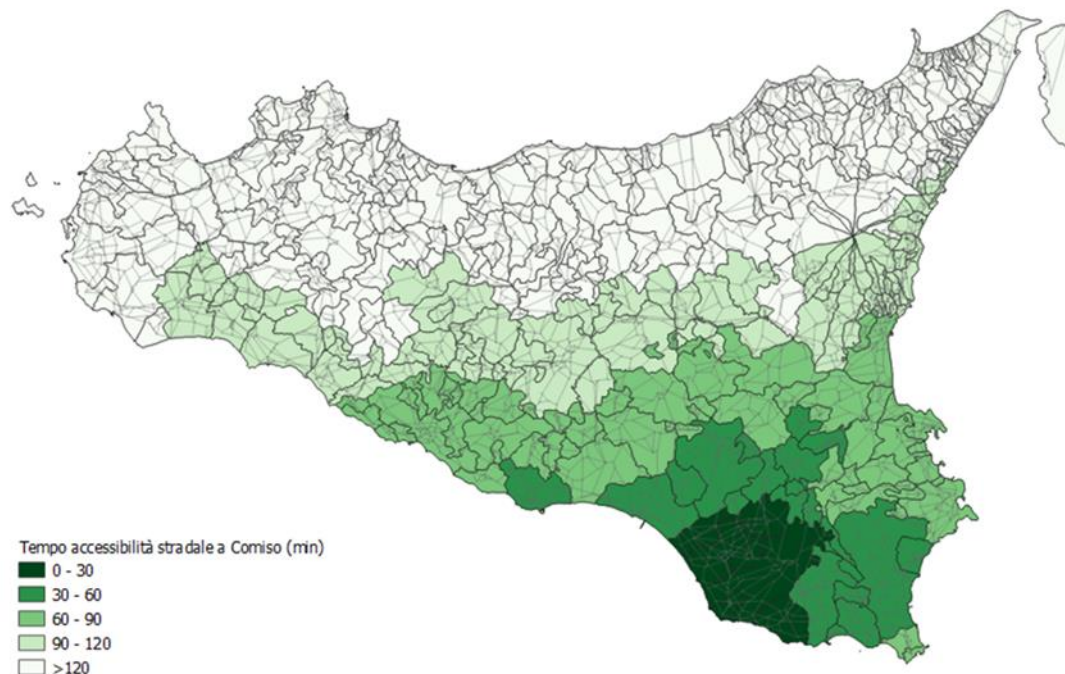 Tempo accessibilità stradale a Comiso (min)
0 - 30
30 - 60
60 - 90
90 - 120
>120